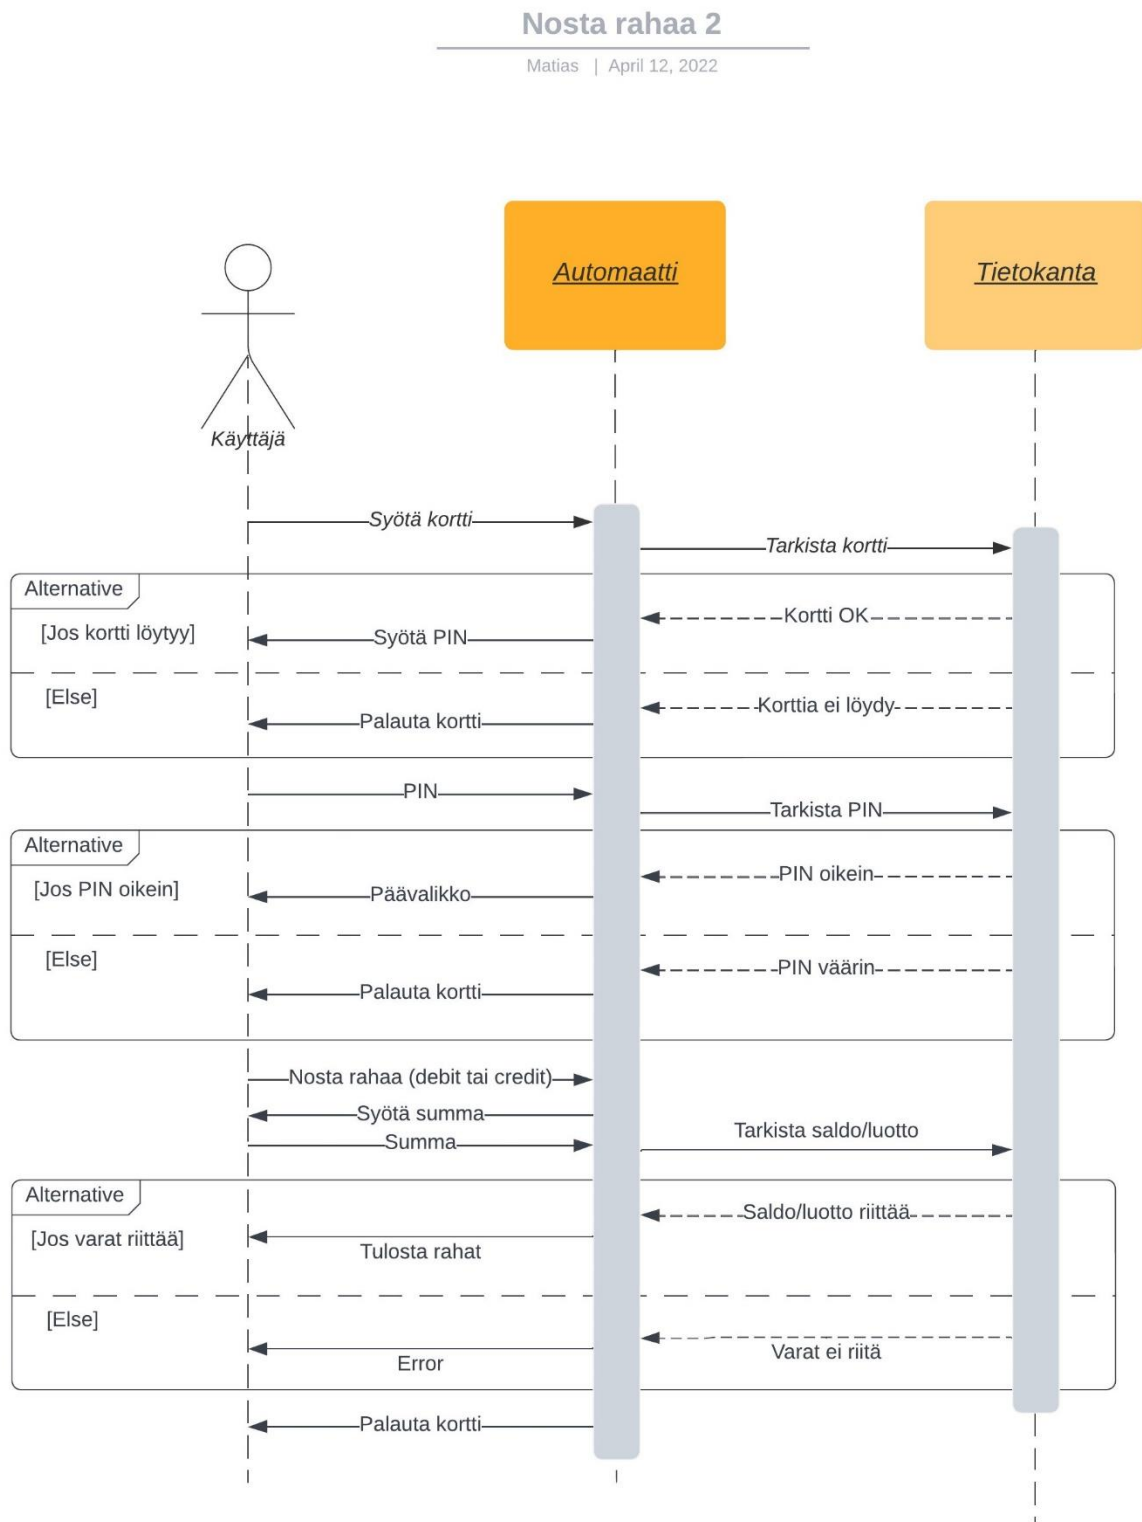 Nosta rahaa 2
Matias | April 12, 2022
Automaatti
Tietokanta
Käyttäjä
Syötä kortti
Tarkista kortti
Alternative
Kortti OK
[Jos kortti löytyy]
Syötä PIN
[Else]
Korttia ei löydy
Palauta kortti
PIN
Tarkista PIN
Alternative
PIN oikein
[Jos PIN oikein]
Päävalikko
[Else]
PIN väärin
Palauta kortti
Nosta rahaa (debit tai credit)
Syötä summa
Tarkista saldo/luotto
Summa
Alternative
Saldo/luotto riittää
[Jos varat riittää]
Tulosta rahat
[Else]
Varat ei riitä
Error
Palauta kortti